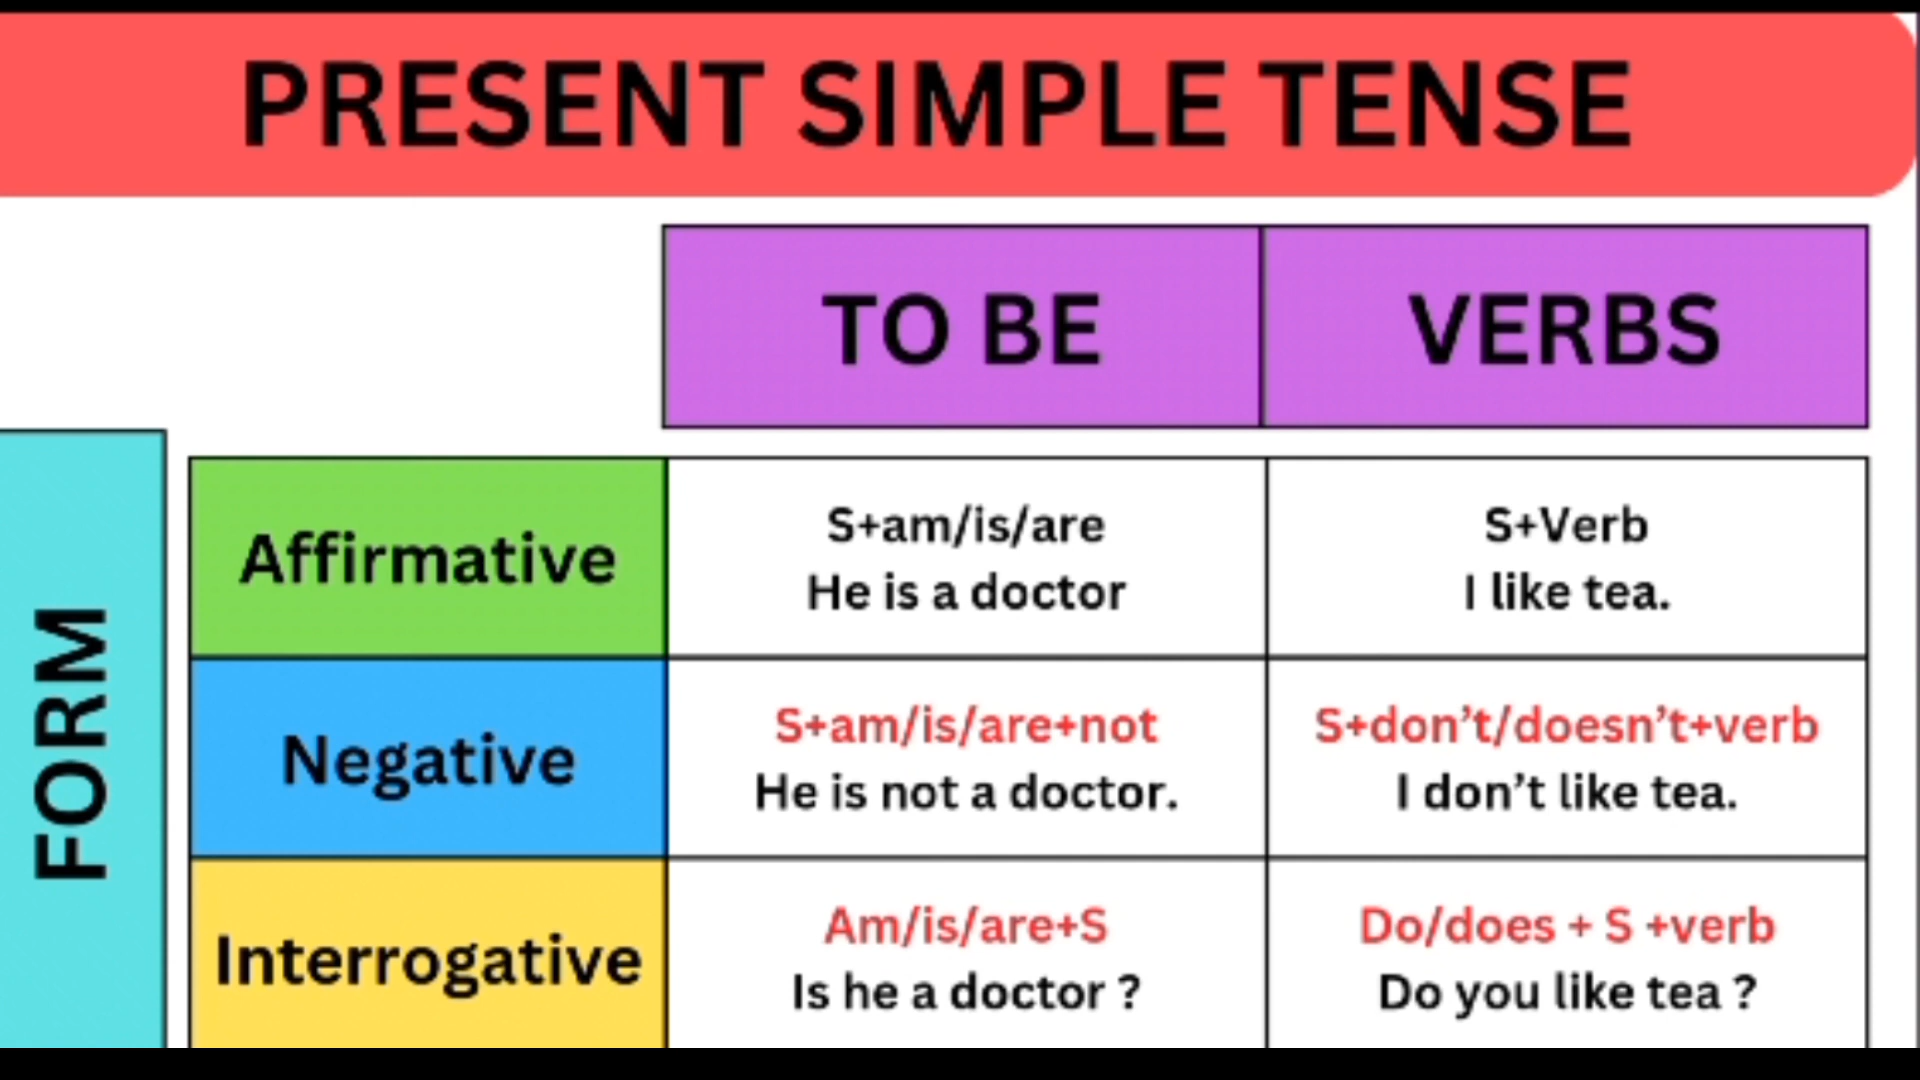 PRESENT SIMPLE TENSE
TO BE
VERBS
FORM
Affirmative
S+am/is/are
He is a doctor
S+Verb
I like tea.
Negative
S+am/is/are+not
He is not a doctor.
S+don’t/doesn’t+verb
I don’t like tea.
Interrogative
Am/is/are+S
Is he a doctor ?
Do/does + S +verb
Do you like tea ?